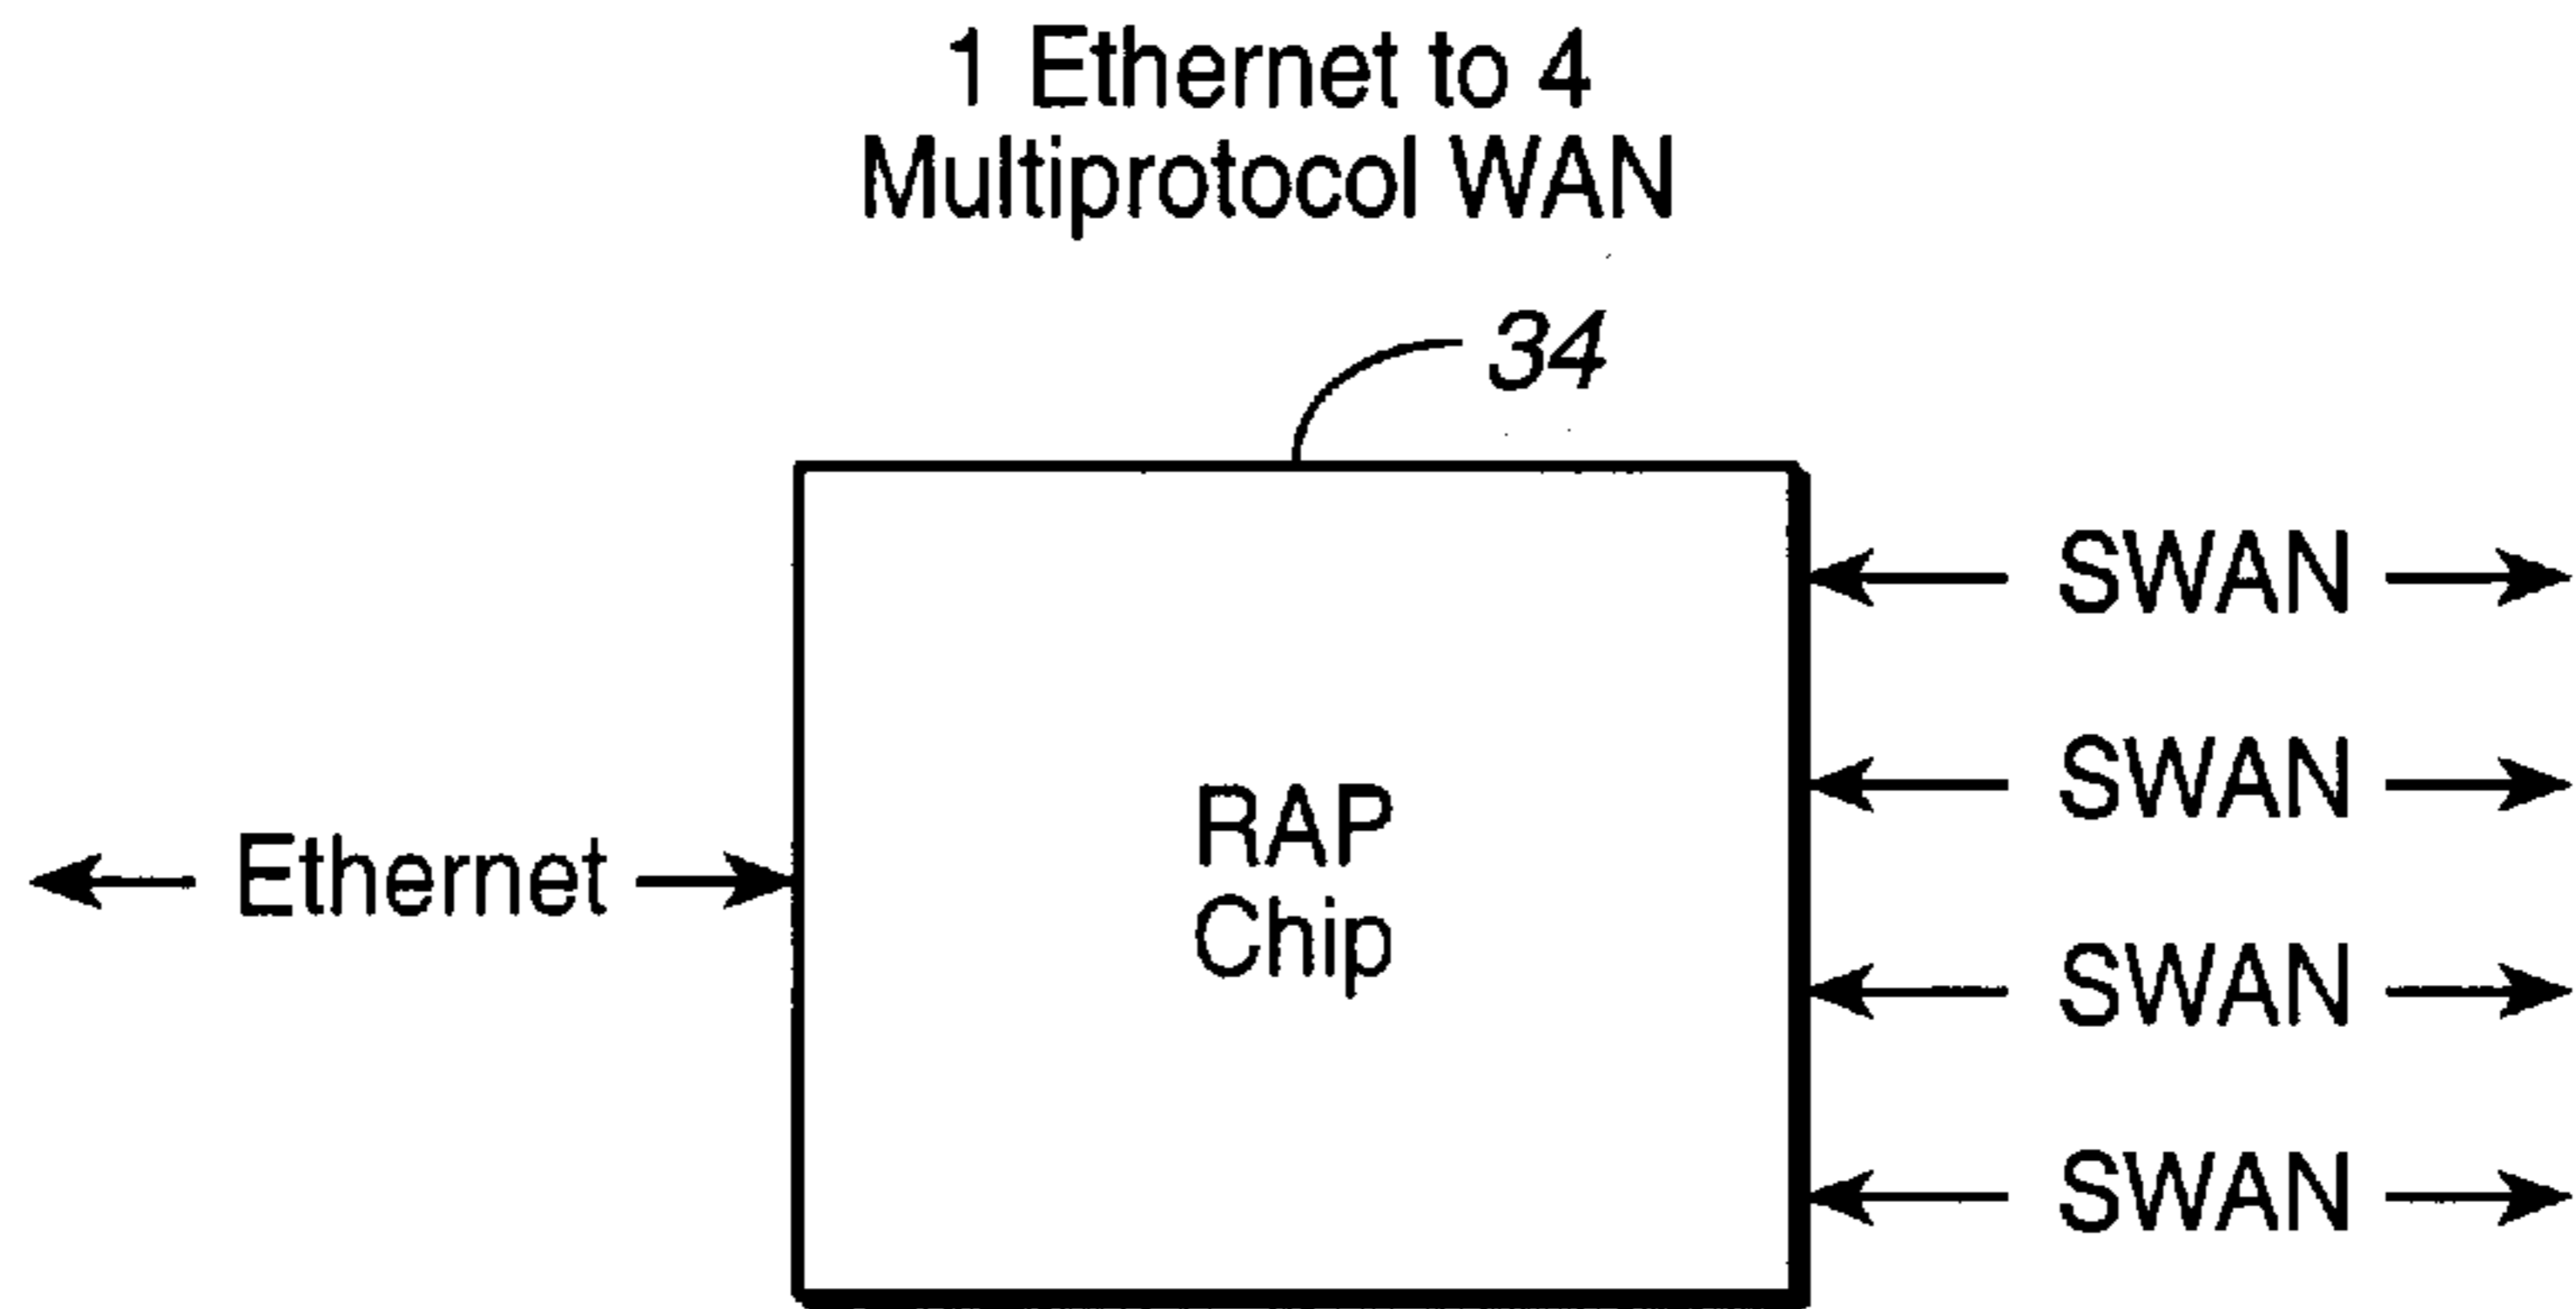 1 Ethernet to 4
Multiprotocol WAN
34
SWAN
SWAN
Ethernet
RAP
Chip
SWAN
SWAN